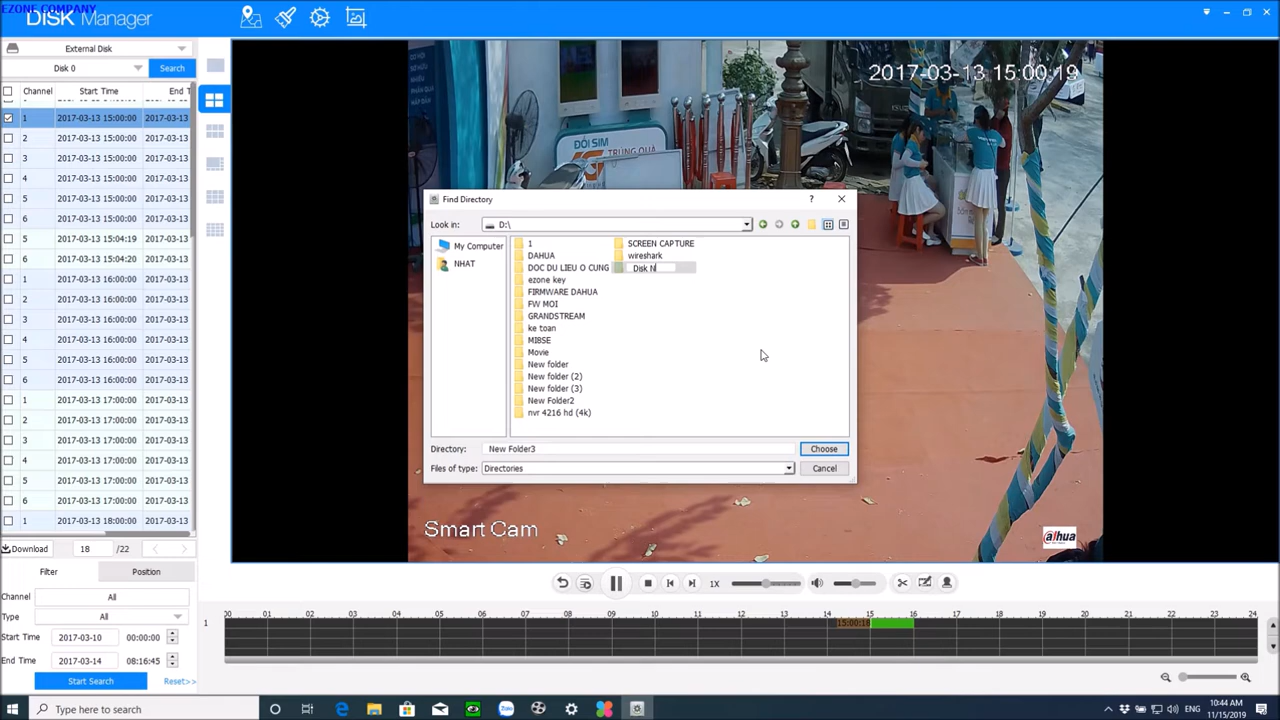 EZONE COMPANY
DISK Manager
External Disk
Disk 0
Search
Channel Start Time End T
1 2017-03-13 15:00:00 2017-03-13
2 2017-03-13 15:00:00 2017-03-13
3 2017-03-13 15:00:00 2017-03-13
4 2017-03-13 15:00:00 2017-03-13
5 2017-03-13 15:00:00 2017-03-13
6 2017-03-13 15:00:00 2017-03-13
5 2017-03-13 15:04:19 2017-03-13
6 2017-03-13 15:04:20 2017-03-13
1 2017-03-13 16:00:00 2017-03-13
2 2017-03-13 16:00:00 2017-03-13
3 2017-03-13 16:00:00 2017-03-13
4 2017-03-13 16:00:00 2017-03-13
5 2017-03-13 16:00:00 2017-03-13
6 2017-03-13 16:00:00 2017-03-13
1 2017-03-13 17:00:00 2017-03-13
2 2017-03-13 17:00:00 2017-03-13
3 2017-03-13 17:00:00 2017-03-13
4 2017-03-13 17:00:00 2017-03-13
5 2017-03-13 17:00:00 2017-03-13
6 2017-03-13 17:00:00 2017-03-13
1 2017-03-13 18:00:00 2017-03-13
Download 18 /22
Filter Position
Channel All
Type All
Start Time 2017-03-10 00:00:00
End Time 2017-03-14 08:16:45
Start Search Reset>>
2017-03-13 15:00:19
ĐỔI SIM
TRUNG QUỐC
Find Directory
?
Look in: D:\
My Computer
NHAT
1
DAHUA
DOC DU LIEU O CUNG
ezone key
FIRMWARE DAHUA
FW MOI
GRANDSTREAM
ke toan
MIBSE
Movie
New folder
New folder (2)
New folder (3)
New Folder2
nvr 4216 hd (4k)
SCREEN CAPTURE
wireshark
Disk N
Directory: New Folder3 Choose
Files of type: Directories Cancel
Smart Cam
alhua
1X
00 01 02 03 04 05 06 07 08 09 10 11 12 13 14 15 16 17 18 19 20 21 22 23 24
1 15:00:18
Type here to search
ENG
10:44 AM
11/15/2019